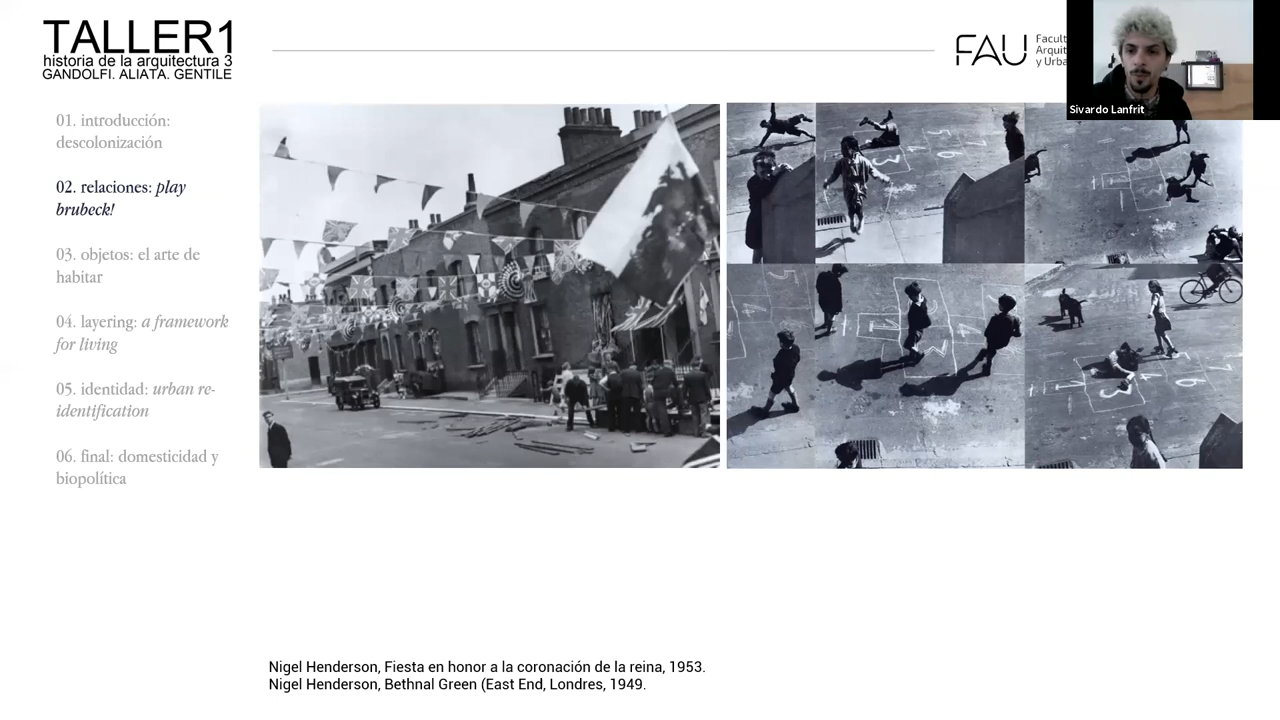 TALLER1
historia de la arquitectura 3
GANDOLFI. ALIATA. GENTILE
FAU
Facult
Arquit
y Urba
Sivardo Lanfrit
01. introducción:
descolonización
02. relaciones: play
brubeck!
03. objetos: el arte de
habitar
04. layering: a framework
for living
05. identidad: urban re-
identification
06. final: domesticidad y
biopolítica
Nigel Henderson, Fiesta en honor a la coronación de la reina, 1953.
Nigel Henderson, Bethnal Green (East End, Londres, 1949.